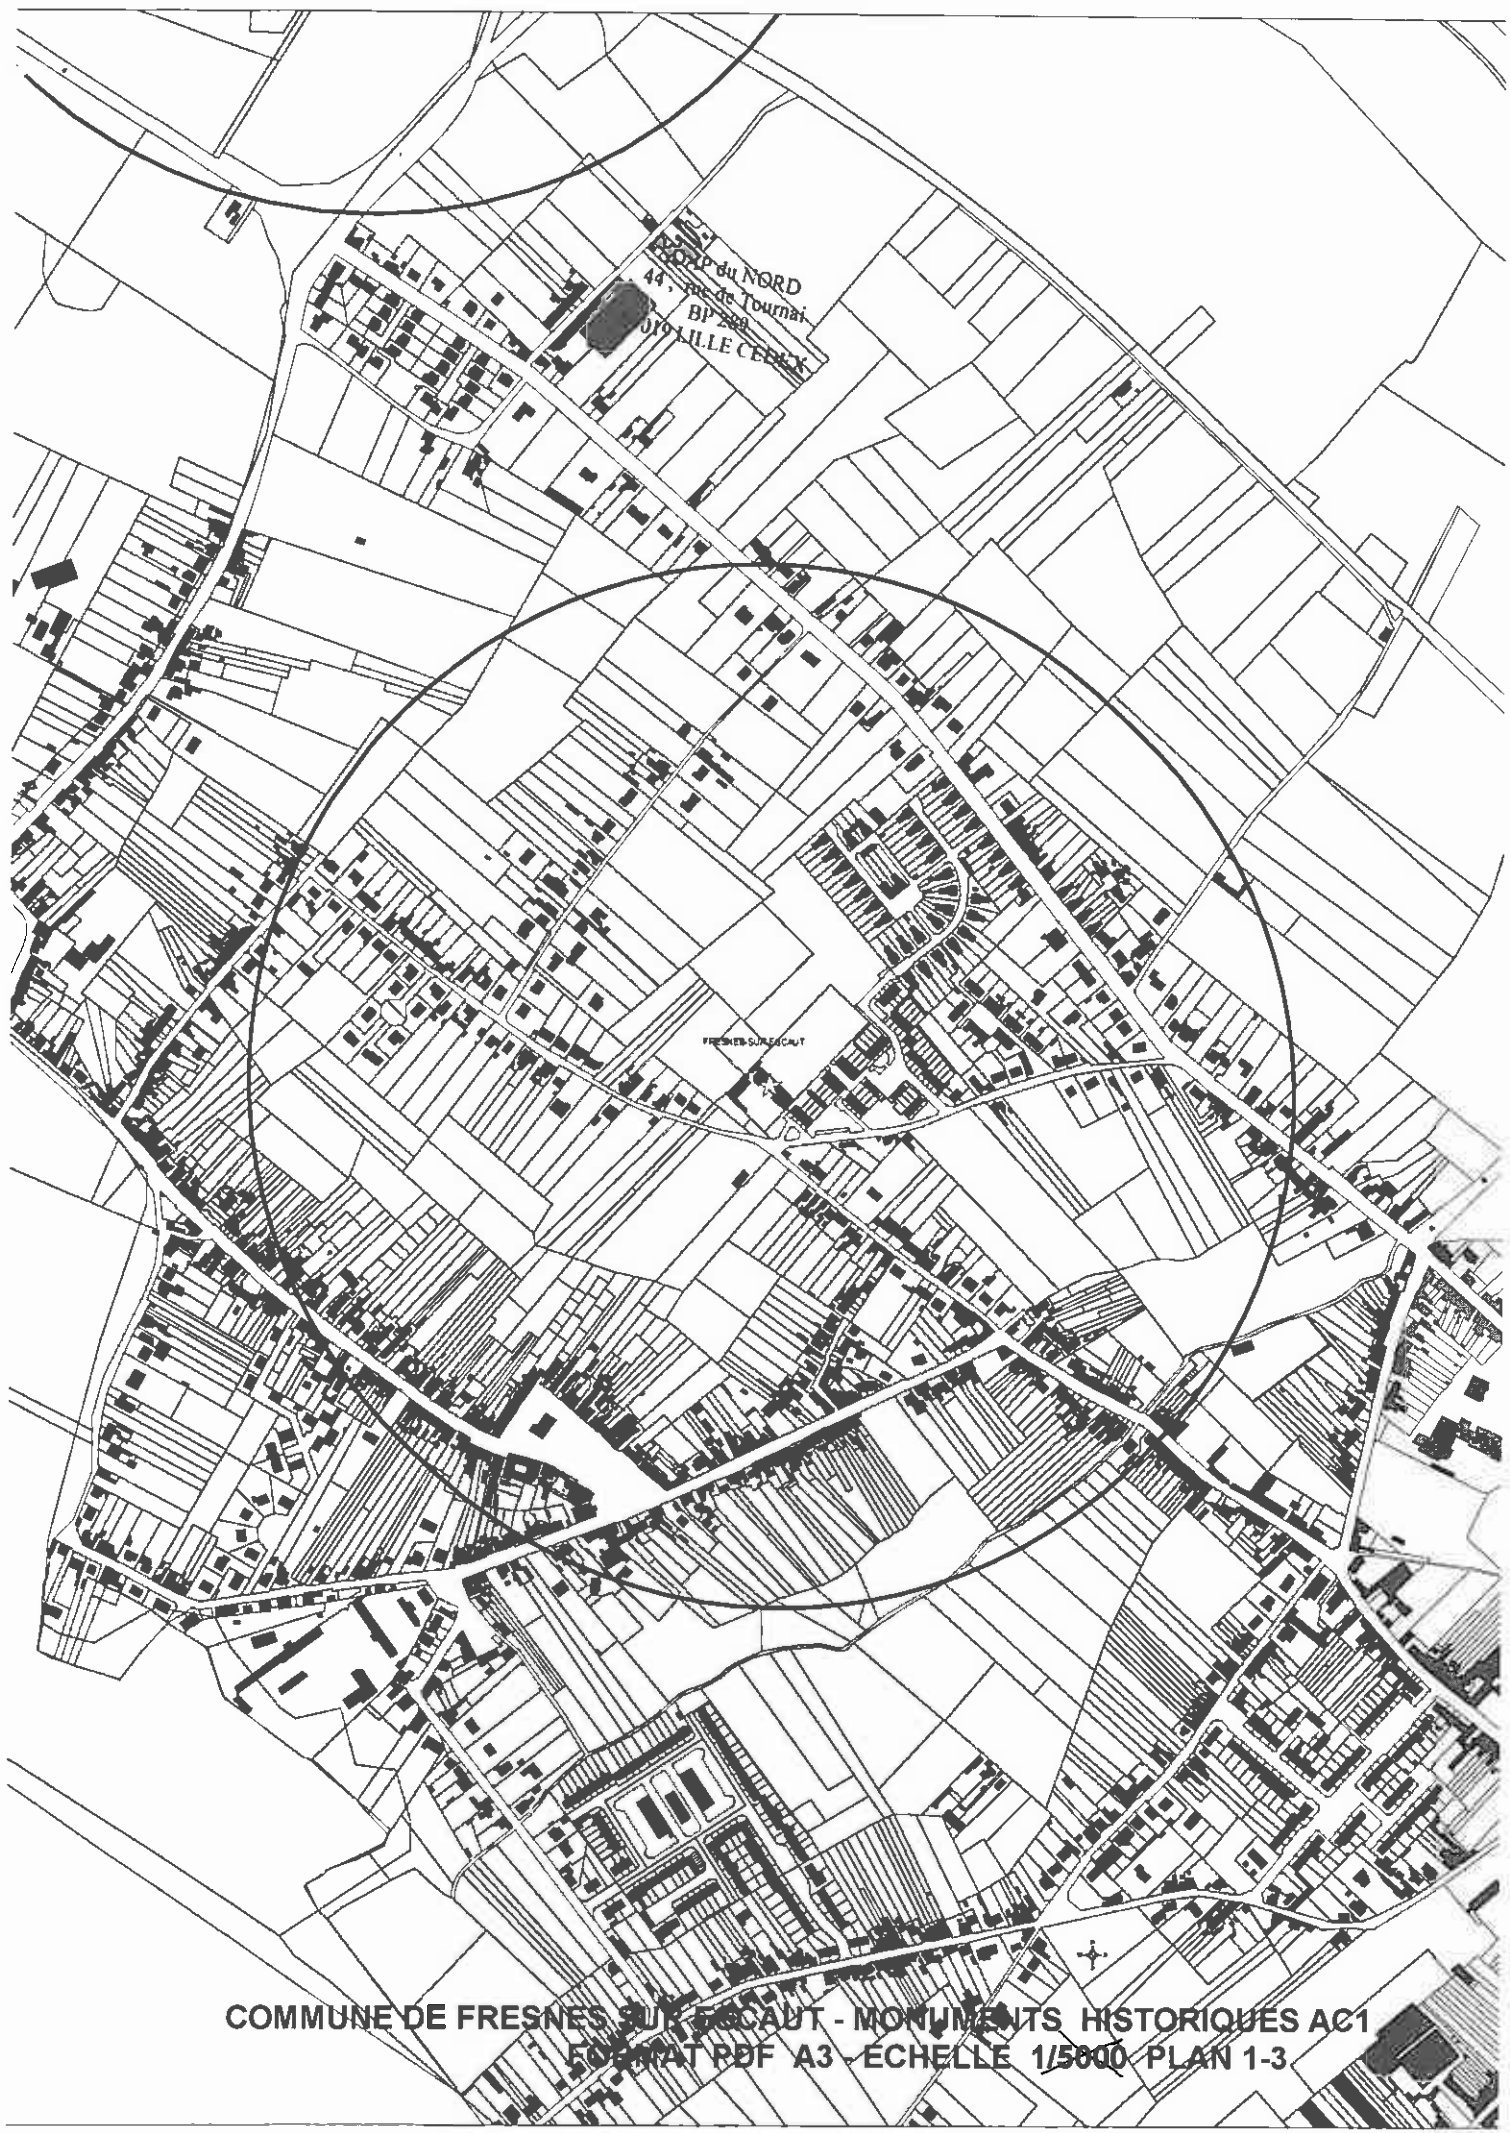 du NORD
44, rue de Tournai
BP 289
LILLE CEDEX
FRESNES-SUR-ESCAUT
COMMUNE DE FRESNES SUR ESCAUT - MONUMENTS HISTORIQUES AC1
FORMAT PDF A3 - ECHELLE 1/5000 PLAN 1-3